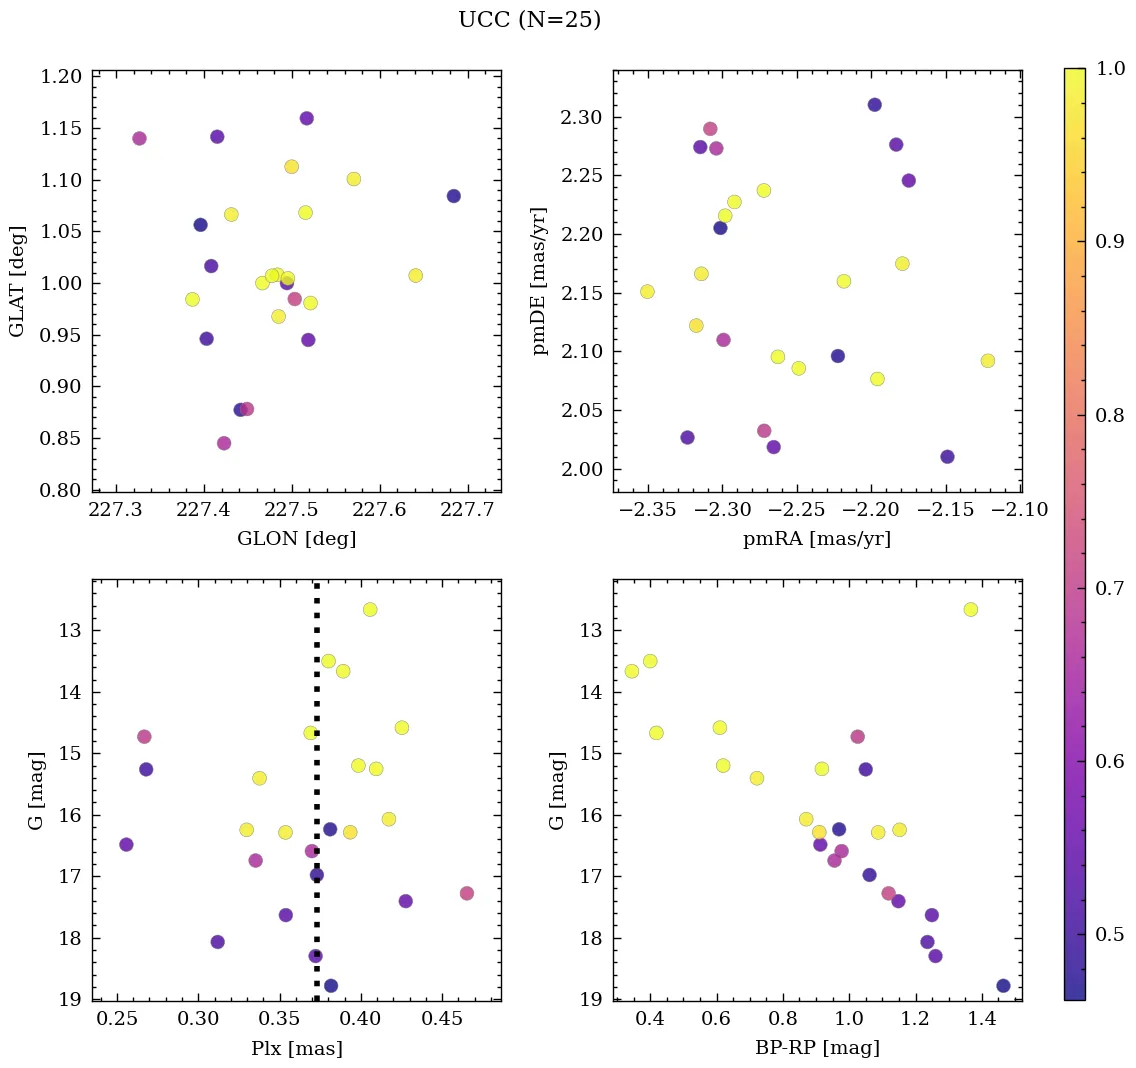 UCC (N=25)
1.20
1.15
1.10
1.05
1.00
0.95
0.90
0.85
0.80
GLAT [deg]
227.3 227.4 227.5 227.6 227.7
GLON [deg]
2.30
2.25
2.20
2.15
2.10
2.05
2.00
pmDE [mas/yr]
−2.35 −2.30 −2.25 −2.20 −2.15 −2.10
pmRA [mas/yr]
13
14
15
16
17
18
19
G [mag]
0.25 0.30 0.35 0.40 0.45
Plx [mas]
13
14
15
16
17
18
19
G [mag]
0.4 0.6 0.8 1.0 1.2 1.4
BP-RP [mag]
1.0
0.9
0.8
0.7
0.6
0.5